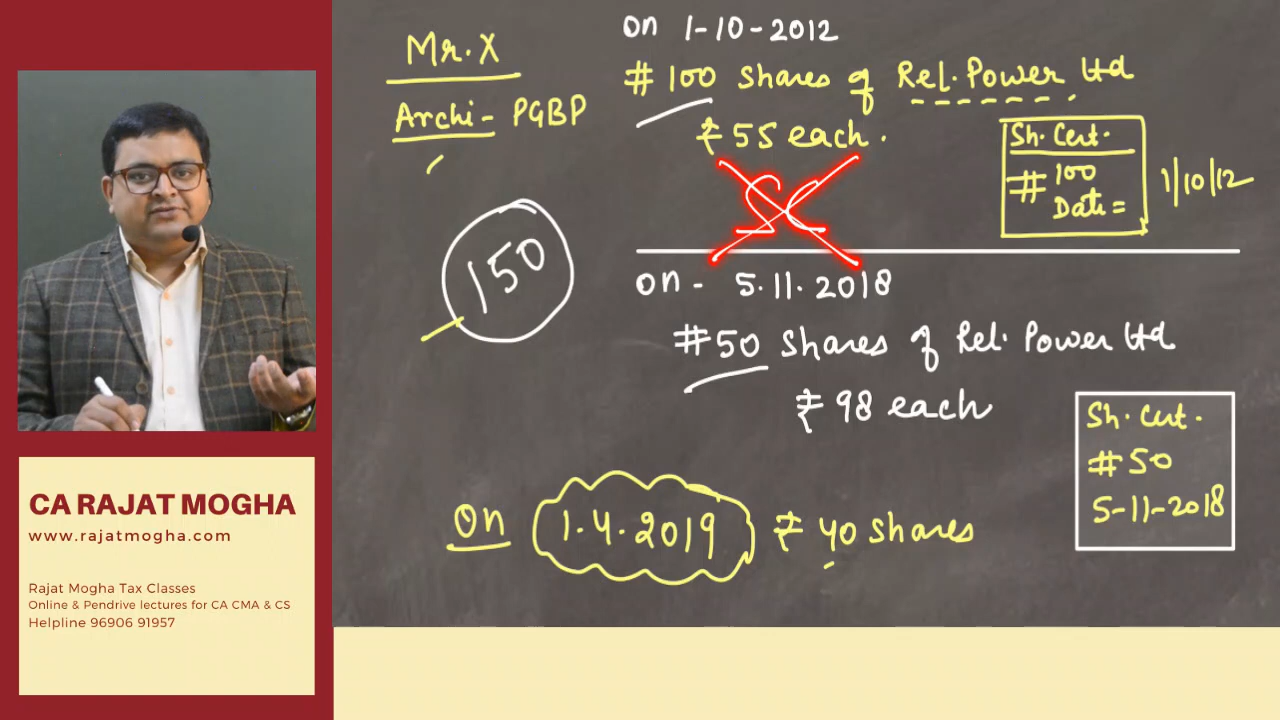 Mr. X
Archi- PGBP
on 1-10-2012
# 100 Shares of Rel. Power Ltd
₹ 55 each.
Sh. Cert.
# 100
Date =
1/10/12
150
on - 5.11.2018
#50 Shares of Rel. Power Ltd
₹ 98 each
Sh. Cert.
# 50
5-11-2018
On 1.4.2019 ₹ 40 shares
CA RAJAT MOGHA
www.rajatmogha.com
Rajat Mogha Tax Classes
Online & Pendrive lectures for CA CMA & CS
Helpline 96906 91957